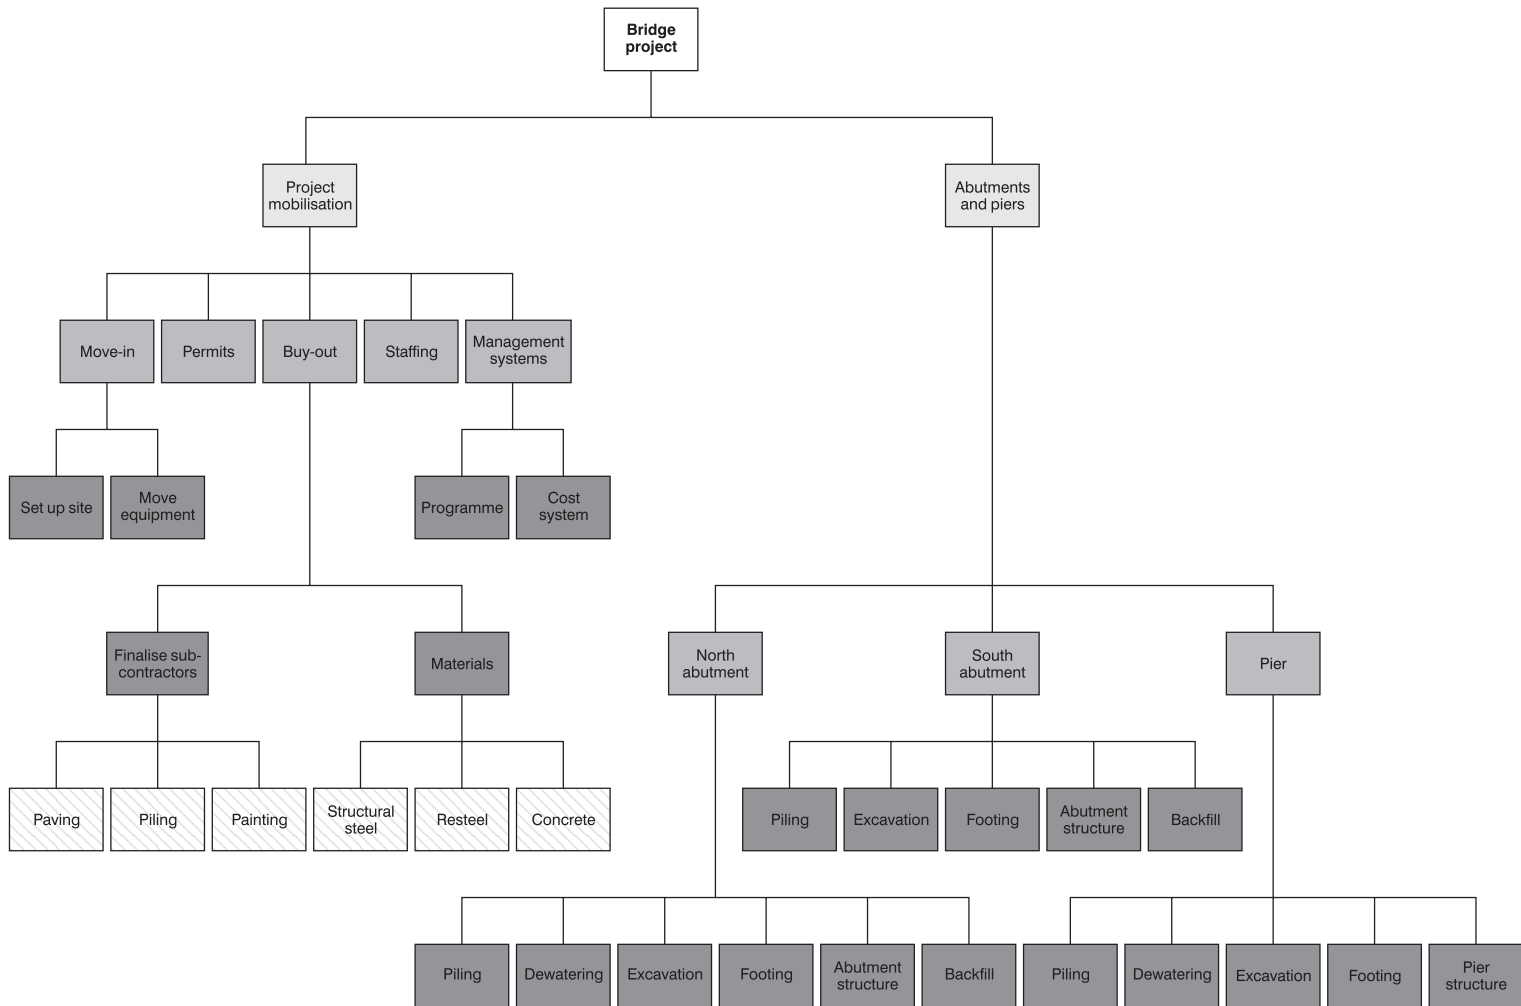 Bridge
project
Project
mobilisation
Abutments
and piers
Move-in
Permits
Buy-out
Staffing
Management
systems
Set up site
Move
equipment
Programme
Cost
system
Finalise sub-
contractors
Materials
North
abutment
South
abutment
Pier
Paving
Piling
Painting
Structural
steel
Resteel
Concrete
Piling
Excavation
Footing
Abutment
structure
Backfill
Piling
Dewatering
Excavation
Footing
Abutment
structure
Backfill
Piling
Dewatering
Excavation
Footing
Pier
structure